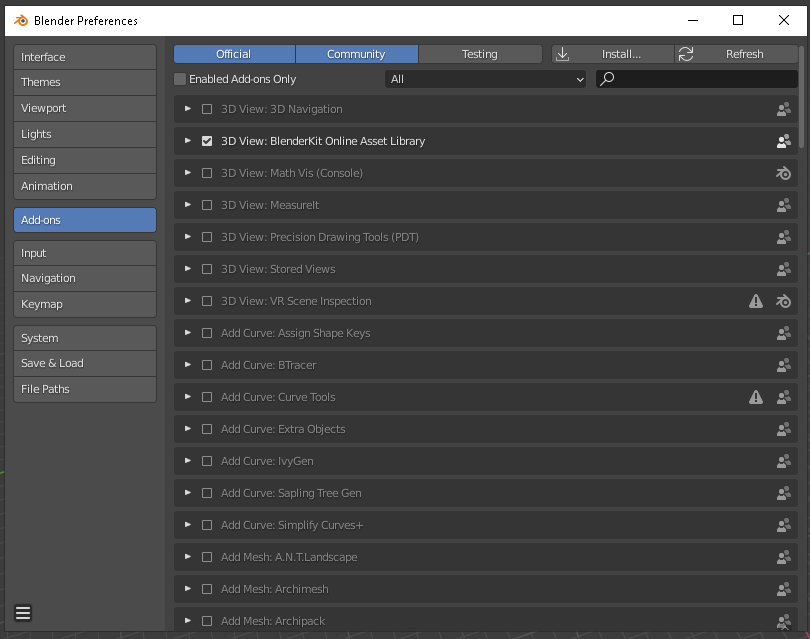 Blender Preferences
Interface
Themes
Viewport
Lights
Editing
Animation
Add-ons
Input
Navigation
Keymap
System
Save & Load
File Paths
Official Community Testing Install... Refresh
Enabled Add-ons Only All
3D View: 3D Navigation
3D View: BlenderKit Online Asset Library
3D View: Math Vis (Console)
3D View: MeasureIt
3D View: Precision Drawing Tools (PDT)
3D View: Stored Views
3D View: VR Scene Inspection
Add Curve: Assign Shape Keys
Add Curve: BTracer
Add Curve: Curve Tools
Add Curve: Extra Objects
Add Curve: IvyGen
Add Curve: Sapling Tree Gen
Add Curve: Simplify Curves+
Add Mesh: A.N.T.Landscape
Add Mesh: Archimesh
Add Mesh: Archipack